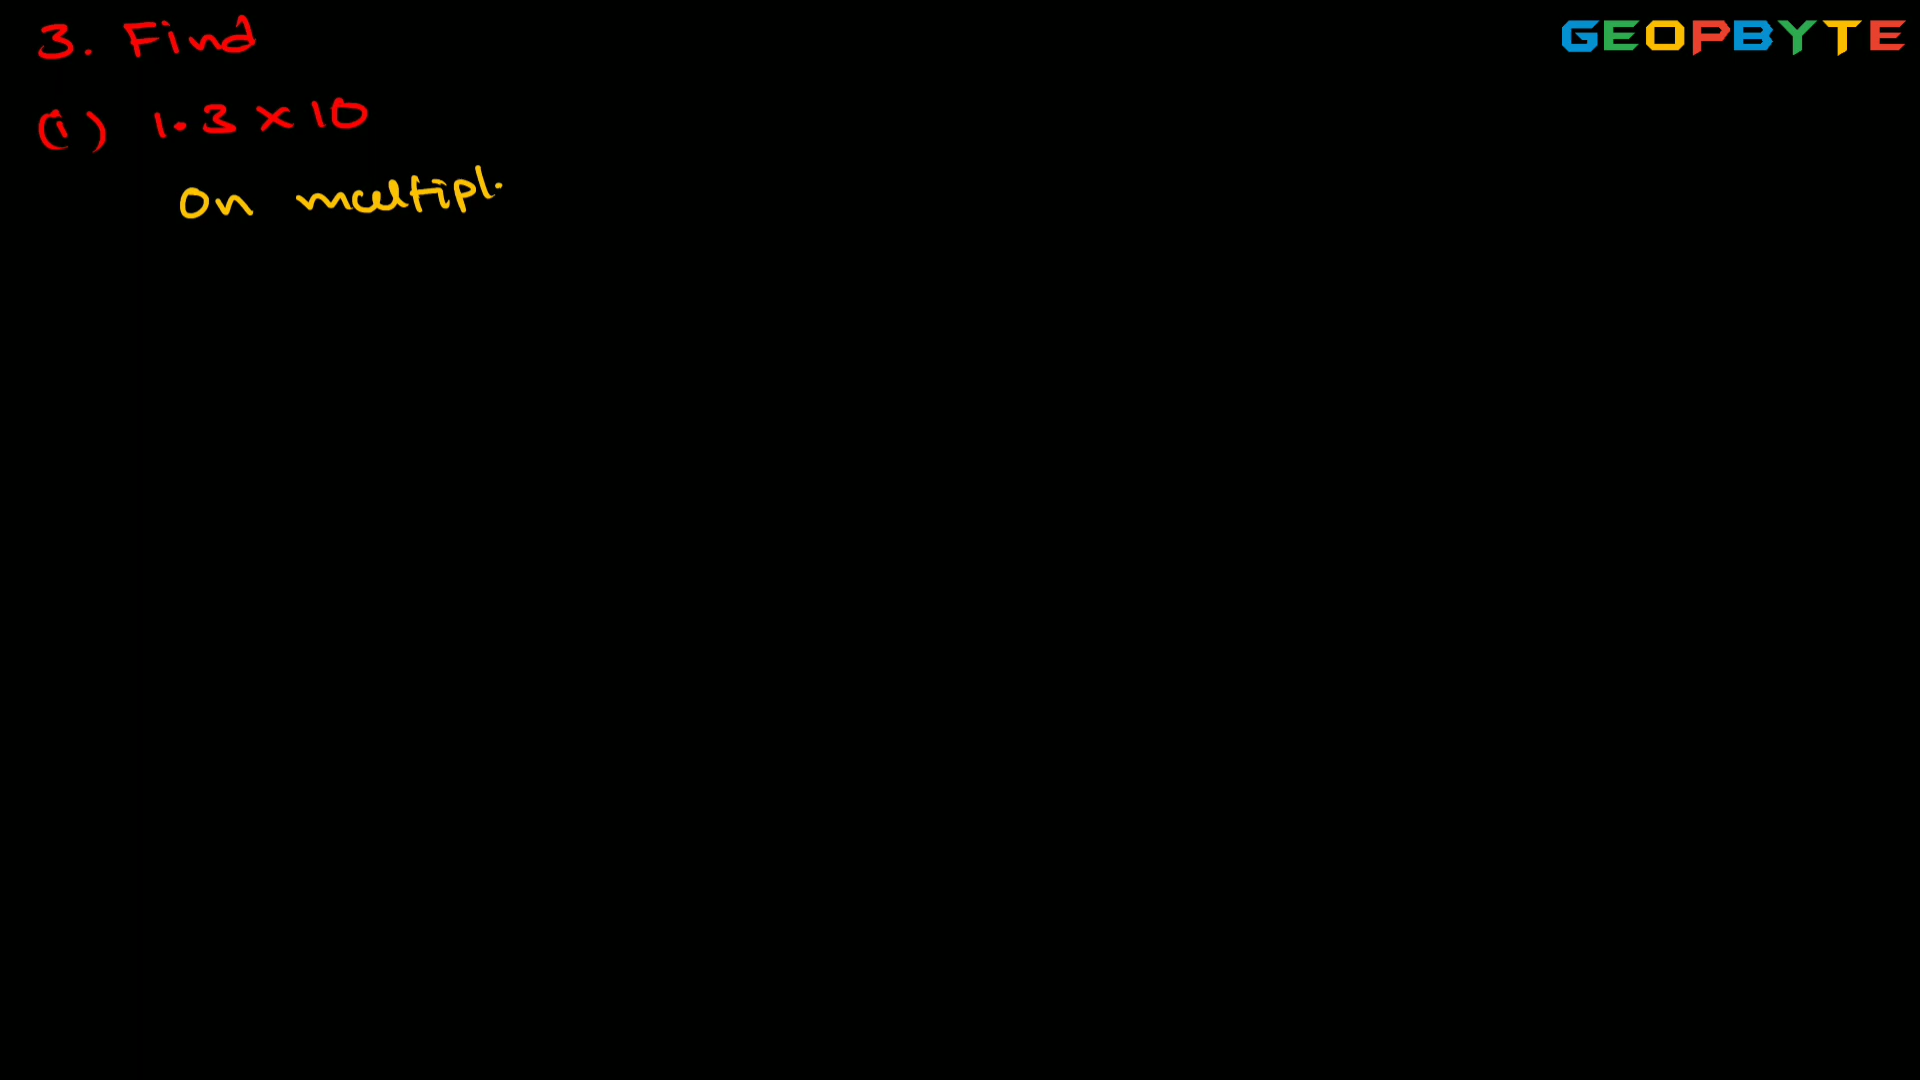 3. Find
GEOPBYTE
(i) 1.3 × 10
On multipl